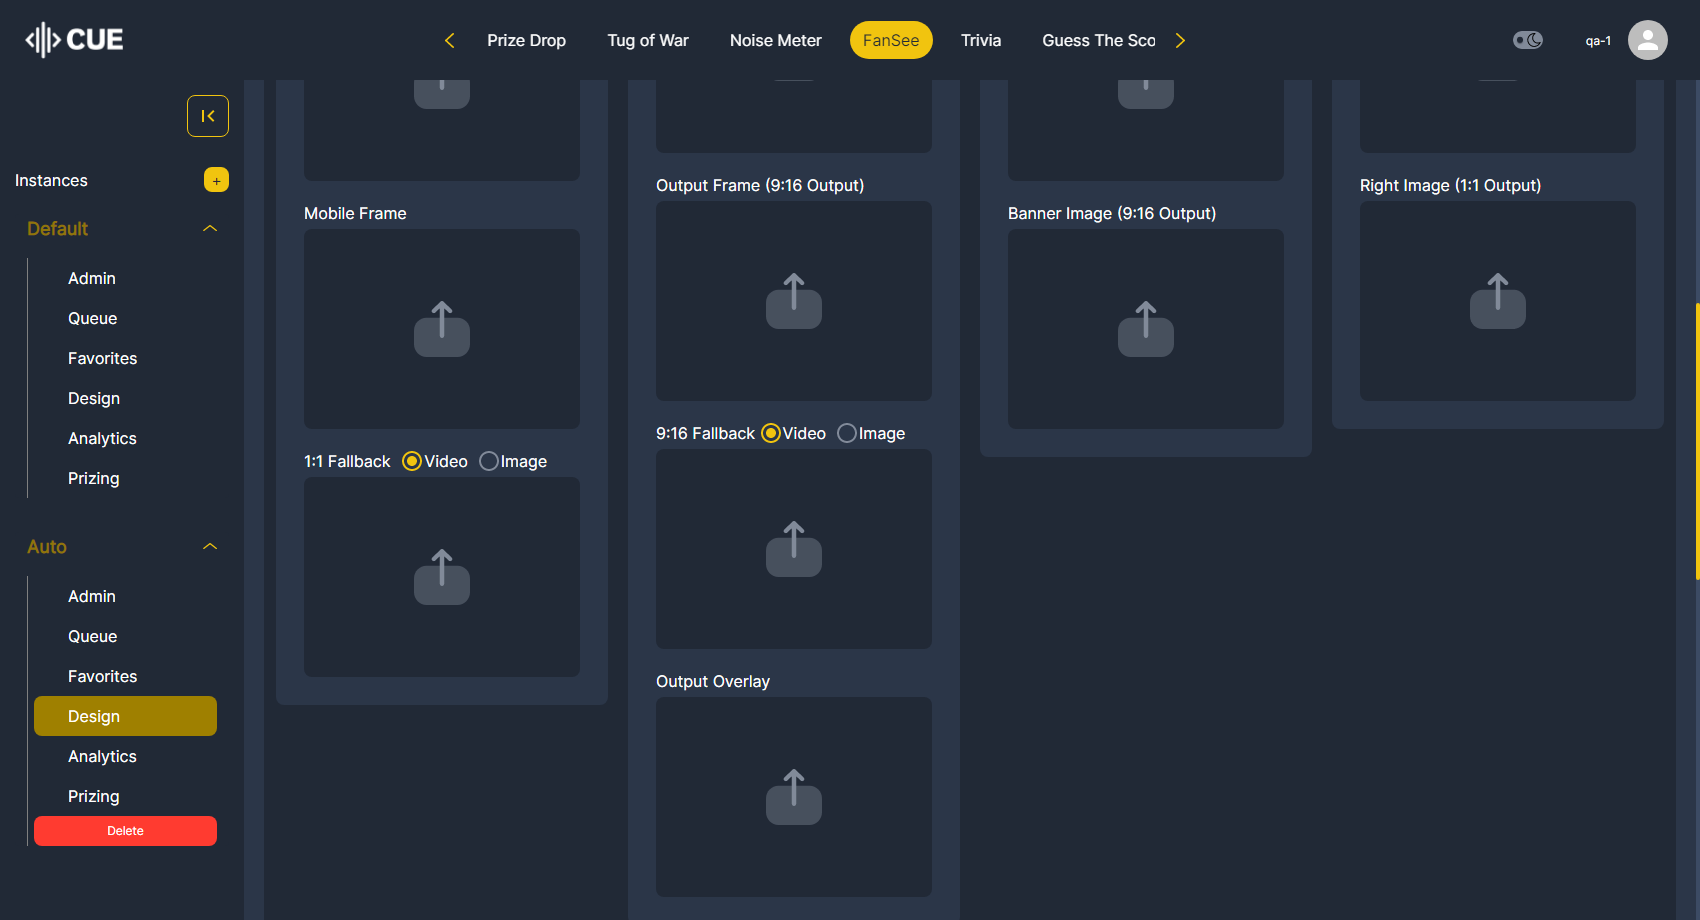 CUE
Prize Drop
Tug of War
Noise Meter
FanSee
Trivia
Guess The Sco
qa-1
Instances
+
Default
Admin
Queue
Favorites
Design
Analytics
Prizing
Auto
Admin
Queue
Favorites
Design
Analytics
Prizing
Delete
Mobile Frame
1:1 Fallback Video Image
Output Frame (9:16 Output)
9:16 Fallback Video Image
Output Overlay
Banner Image (9:16 Output)
Right Image (1:1 Output)